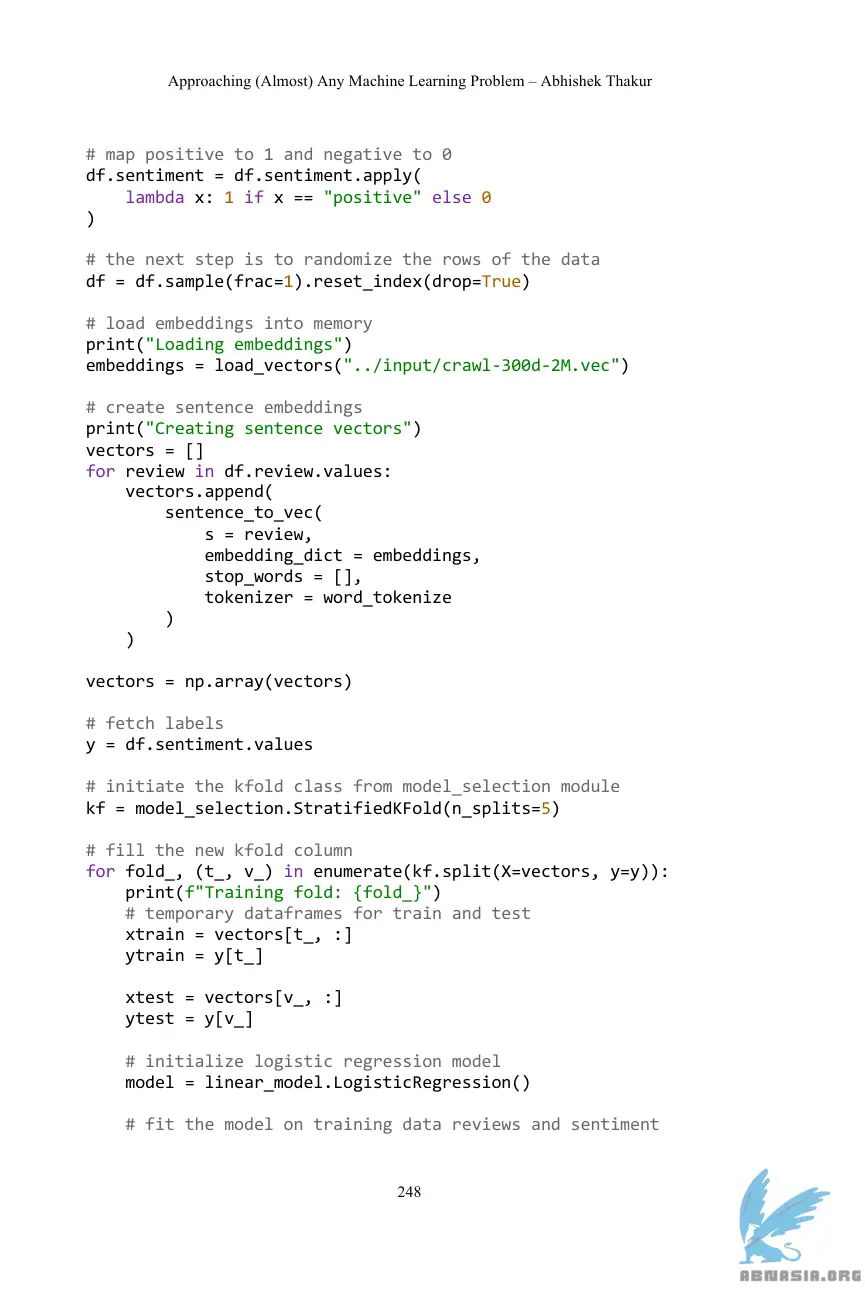 Approaching (Almost) Any Machine Learning Problem – Abhishek Thakur
# map positive to 1 and negative to 0
df.sentiment = df.sentiment.apply(
    lambda x: 1 if x == "positive" else 0
)
# the next step is to randomize the rows of the data
df = df.sample(frac=1).reset_index(drop=True)
# load embeddings into memory
print("Loading embeddings")
embeddings = load_vectors("../input/crawl-300d-2M.vec")
# create sentence embeddings
print("Creating sentence vectors")
vectors = []
for review in df.review.values:
    vectors.append(
        sentence_to_vec(
            s = review,
            embedding_dict = embeddings,
            stop_words = [],
            tokenizer = word_tokenize
        )
    )
vectors = np.array(vectors)
# fetch labels
y = df.sentiment.values
# initiate the kfold class from model_selection module
kf = model_selection.StratifiedKFold(n_splits=5)
# fill the new kfold column
for fold_, (t_, v_) in enumerate(kf.split(X=vectors, y=y)):
    print(f"Training fold: {fold_}")
    # temporary dataframes for train and test
    xtrain = vectors[t_, :]
    ytrain = y[t_]
    xtest = vectors[v_, :]
    ytest = y[v_]
    # initialize logistic regression model
    model = linear_model.LogisticRegression()
    # fit the model on training data reviews and sentiment
248
ABNASIA.ORG